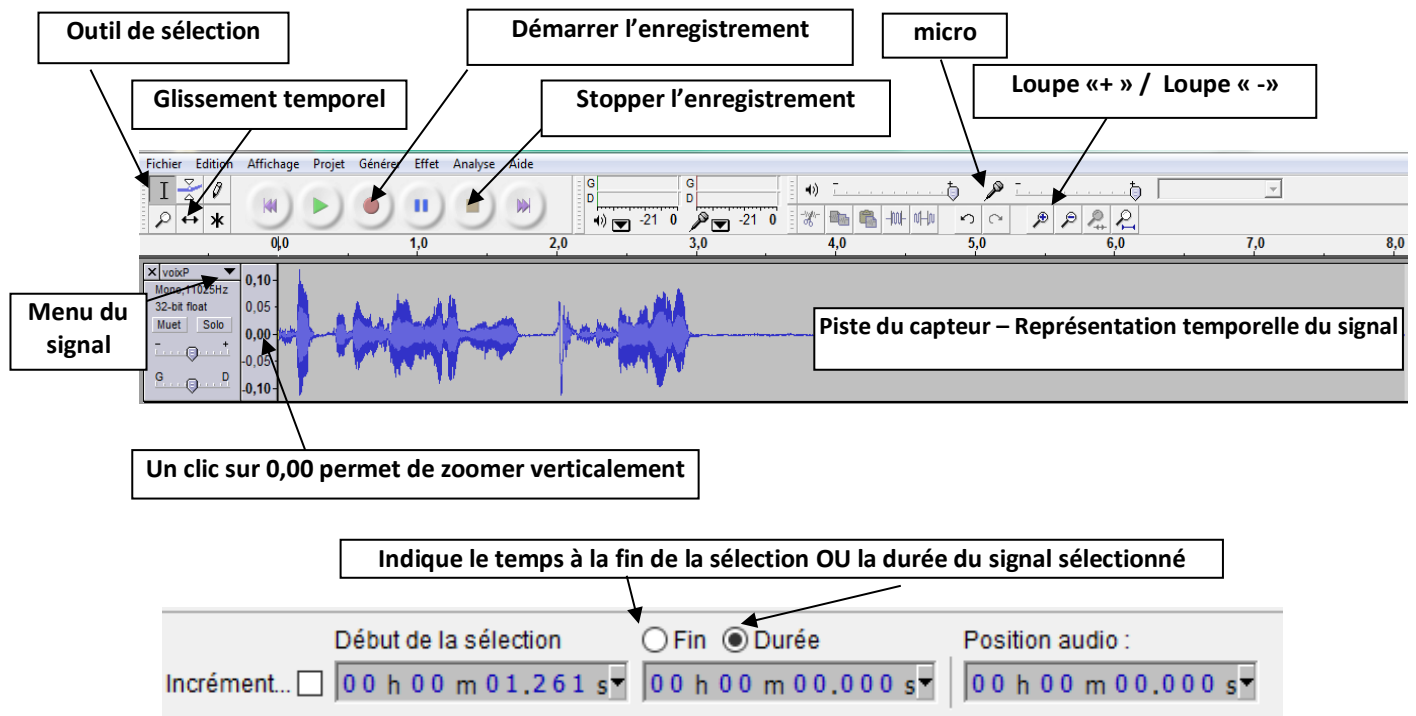 Outil de sélection
Démarrer l’enregistrement
micro
Glissement temporel
Stopper l’enregistrement
Loupe «+ » / Loupe « -»
Fichier Edition Affichage Projet Générer Effet Analyse Aide
G
D
-21 0
G
D
-21 0
- +
- +
0,0 1,0 2,0 3,0 4,0 5,0 6,0 7,0 8,0
X voixP
Mono, 11025Hz
32-bit float
Muet Solo
- +
G D
0,10
0,05
0,00
-0,05
-0,10
Menu du
signal
Piste du capteur – Représentation temporelle du signal
Un clic sur 0,00 permet de zoomer verticalement
Indique le temps à la fin de la sélection OU la durée du signal sélectionné
Début de la sélection Fin Durée Position audio :
Incrément... 00 h 00 m 01.261 s 00 h 00 m 00.000 s 00 h 00 m 00.000 s